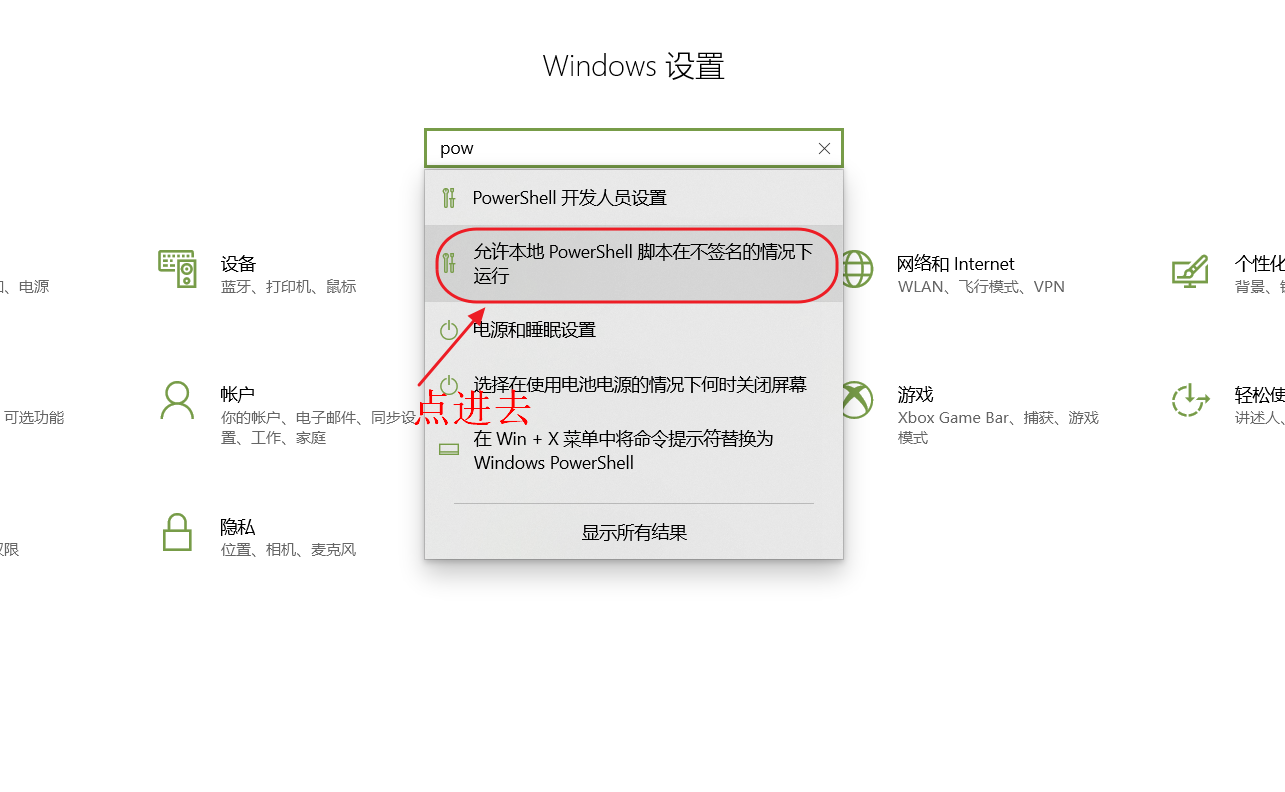 Windows 设置
pow
PowerShell 开发人员设置
允许本地 PowerShell 脚本在不签名的情况下
运行
电源和睡眠设置
选择在使用电池电源的情况下何时关闭屏幕
点进去
在 Win + X 菜单中将命令提示符替换为
Windows PowerShell
显示所有结果
、电源
设备
蓝牙、打印机、鼠标
网络和 Internet
WLAN、飞行模式、VPN
个性化
背景、
可选功能
帐户
你的帐户、电子邮件、同步设
置、工作、家庭
游戏
Xbox Game Bar、捕获、游戏
模式
轻松使
讲述人、
限
隐私
位置、相机、麦克风